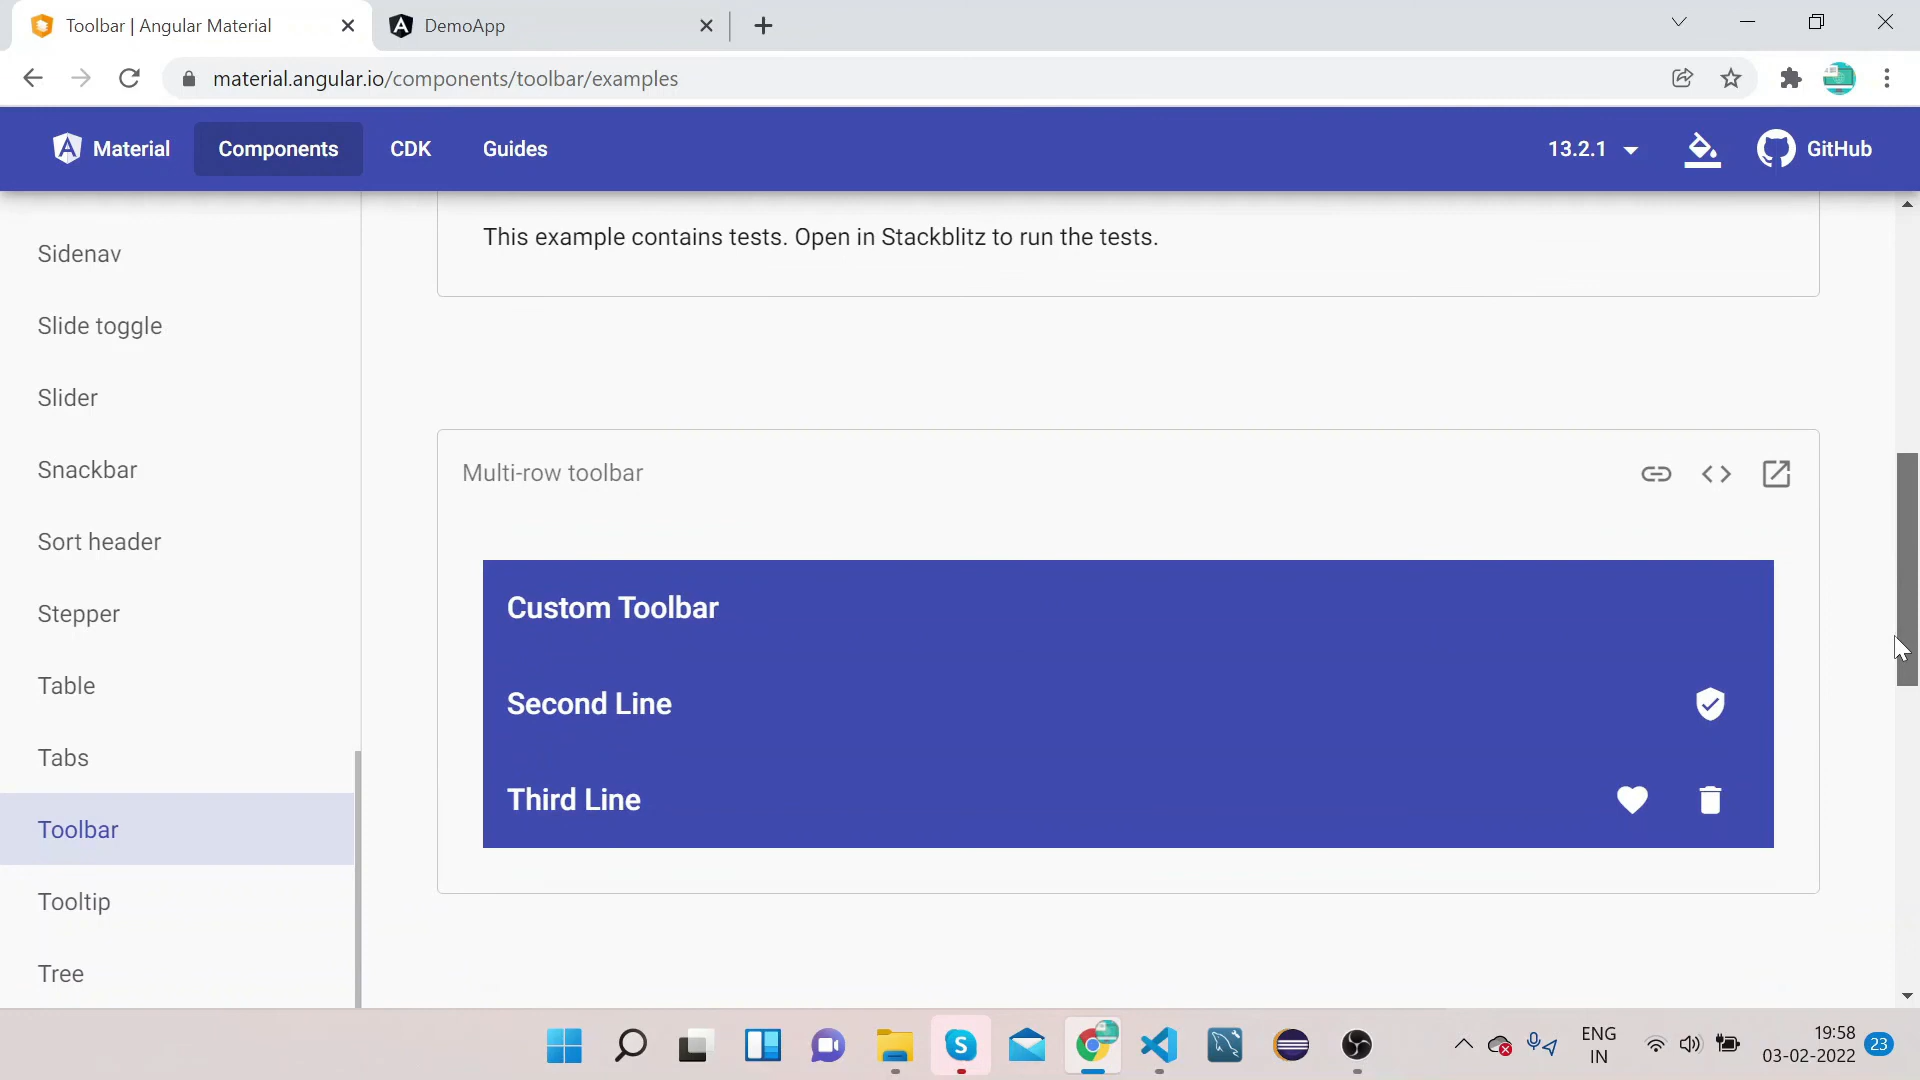 Toolbar | Angular Material
DemoApp
material.angular.io/components/toolbar/examples
Material
Components
CDK
Guides
13.2.1
GitHub
Sidenav
Slide toggle
Slider
Snackbar
Sort header
Stepper
Table
Tabs
Toolbar
Tooltip
Tree
This example contains tests. Open in Stackblitz to run the tests.
Multi-row toolbar
Custom Toolbar
Second Line
Third Line
ENG
IN
19:58
03-02-2022
23